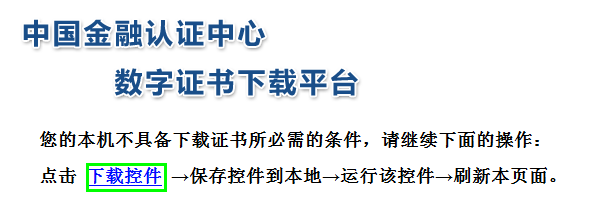 中国金融认证中心
数字证书下载平台
您的本机不具备下载证书所必需的条件，请继续下面的操作：
点击 下载控件 →保存控件到本地→运行该控件→刷新本页面。